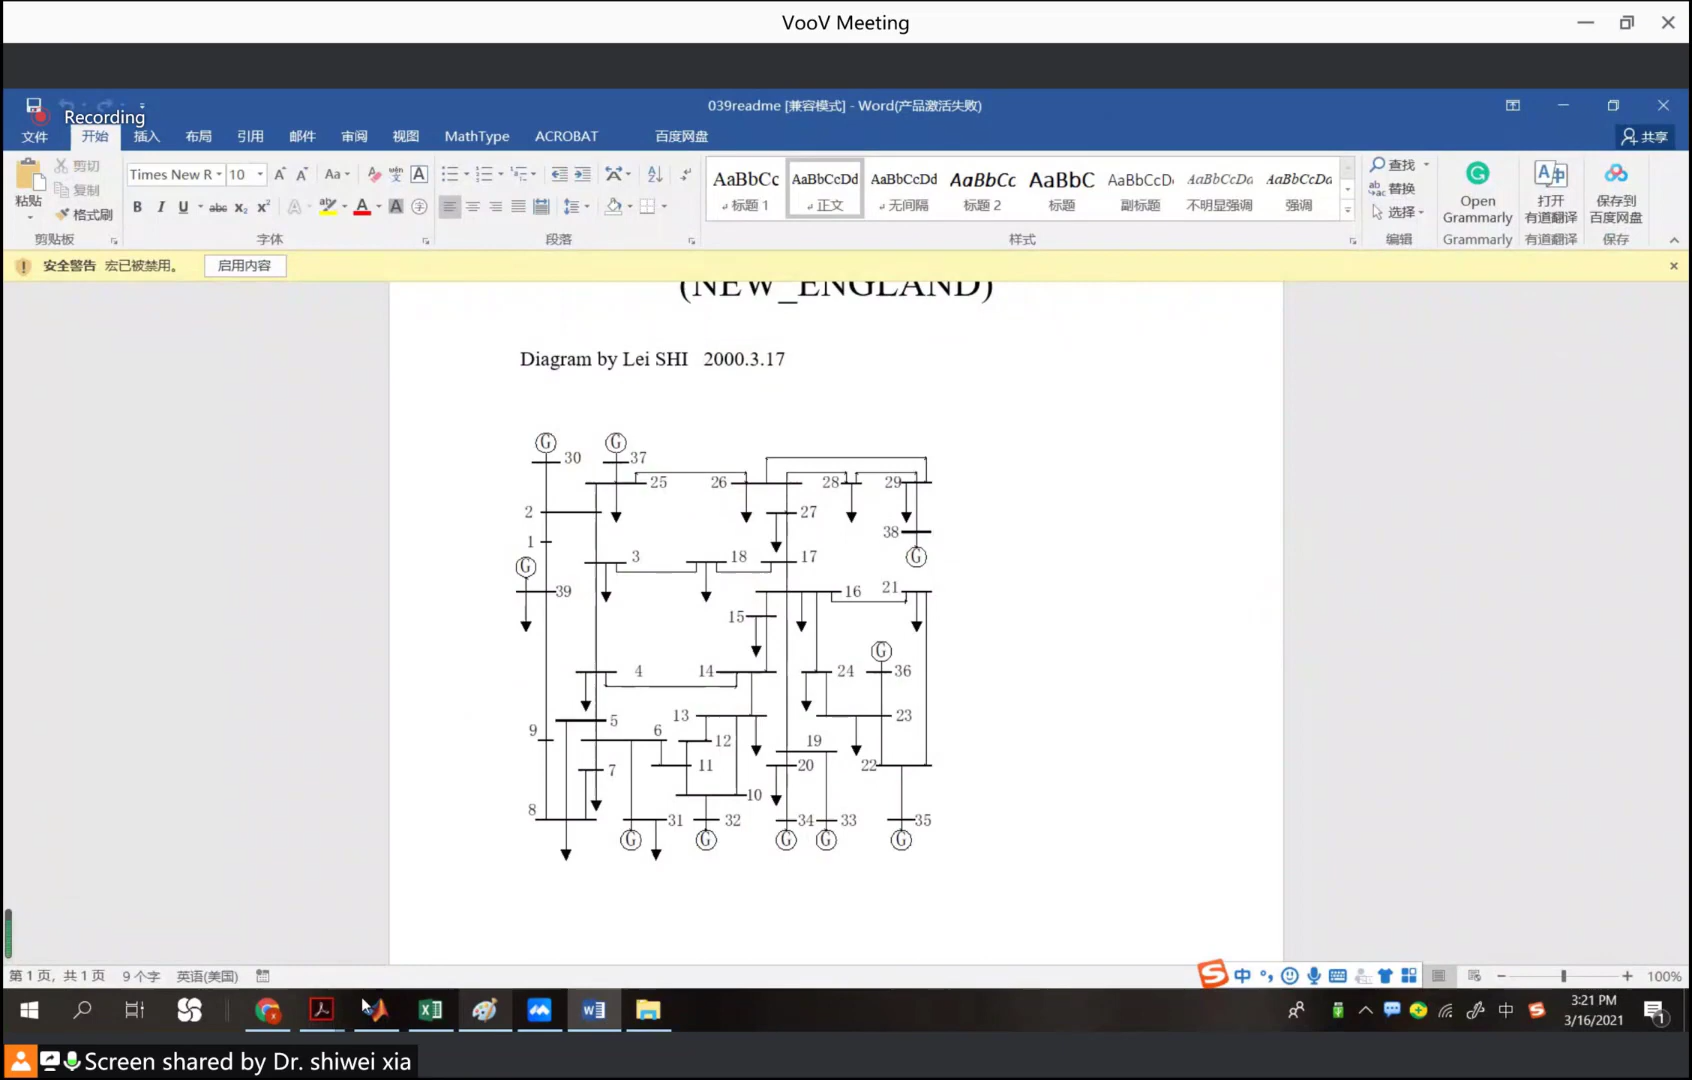 VooV Meeting
039readme [兼容模式] - Word(产品激活失败)
Recording
文件 开始 插入 布局 引用 邮件 审阅 视图 MathType ACROBAT 百度网盘 共享
剪切
复制
格式刷
粘贴
剪贴板
Times New R 10
B I U abc X₂ X²
字体
段落
AaBbCc AaBbCcDd AaBbCcDd AaBbCc AaBbC AaBbCcD AaBbCcDd AaBbCcDd
标题 1 正文 无间隔 标题 2 标题 副标题 不明显强调 强调
样式
查找
替换
选择
编辑
Open Grammarly
Grammarly
打开有道翻译
有道翻译
保存到百度网盘
保存
安全警告 宏已被禁用。 启用内容
(NEW_ENGLAND)
Diagram by Lei SHI 2000.3.17
G G
30 37
25 26 28 29
2 27
1 38
3 18 17 G
G
39 16 21
15
G
4 14 24 36
5 13 23
9 6 12 19
7 11 20 22
10
8 31 32 34 33 35
G G G G G
第 1 页, 共 1 页 9 个字 英语(美国)
中
100%
中
3:21 PM
3/16/2021
1
Screen shared by Dr. shiwei xia